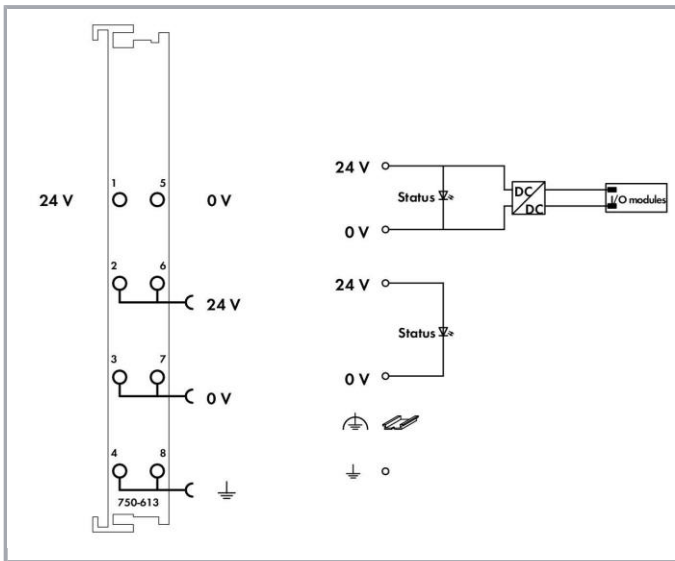 24 V
1
5
0 V
2
6
24 V
3
7
0 V
4
8
750-613
24 V
Status
0 V
DC
DC
I/O modules
24 V
Status
0 V